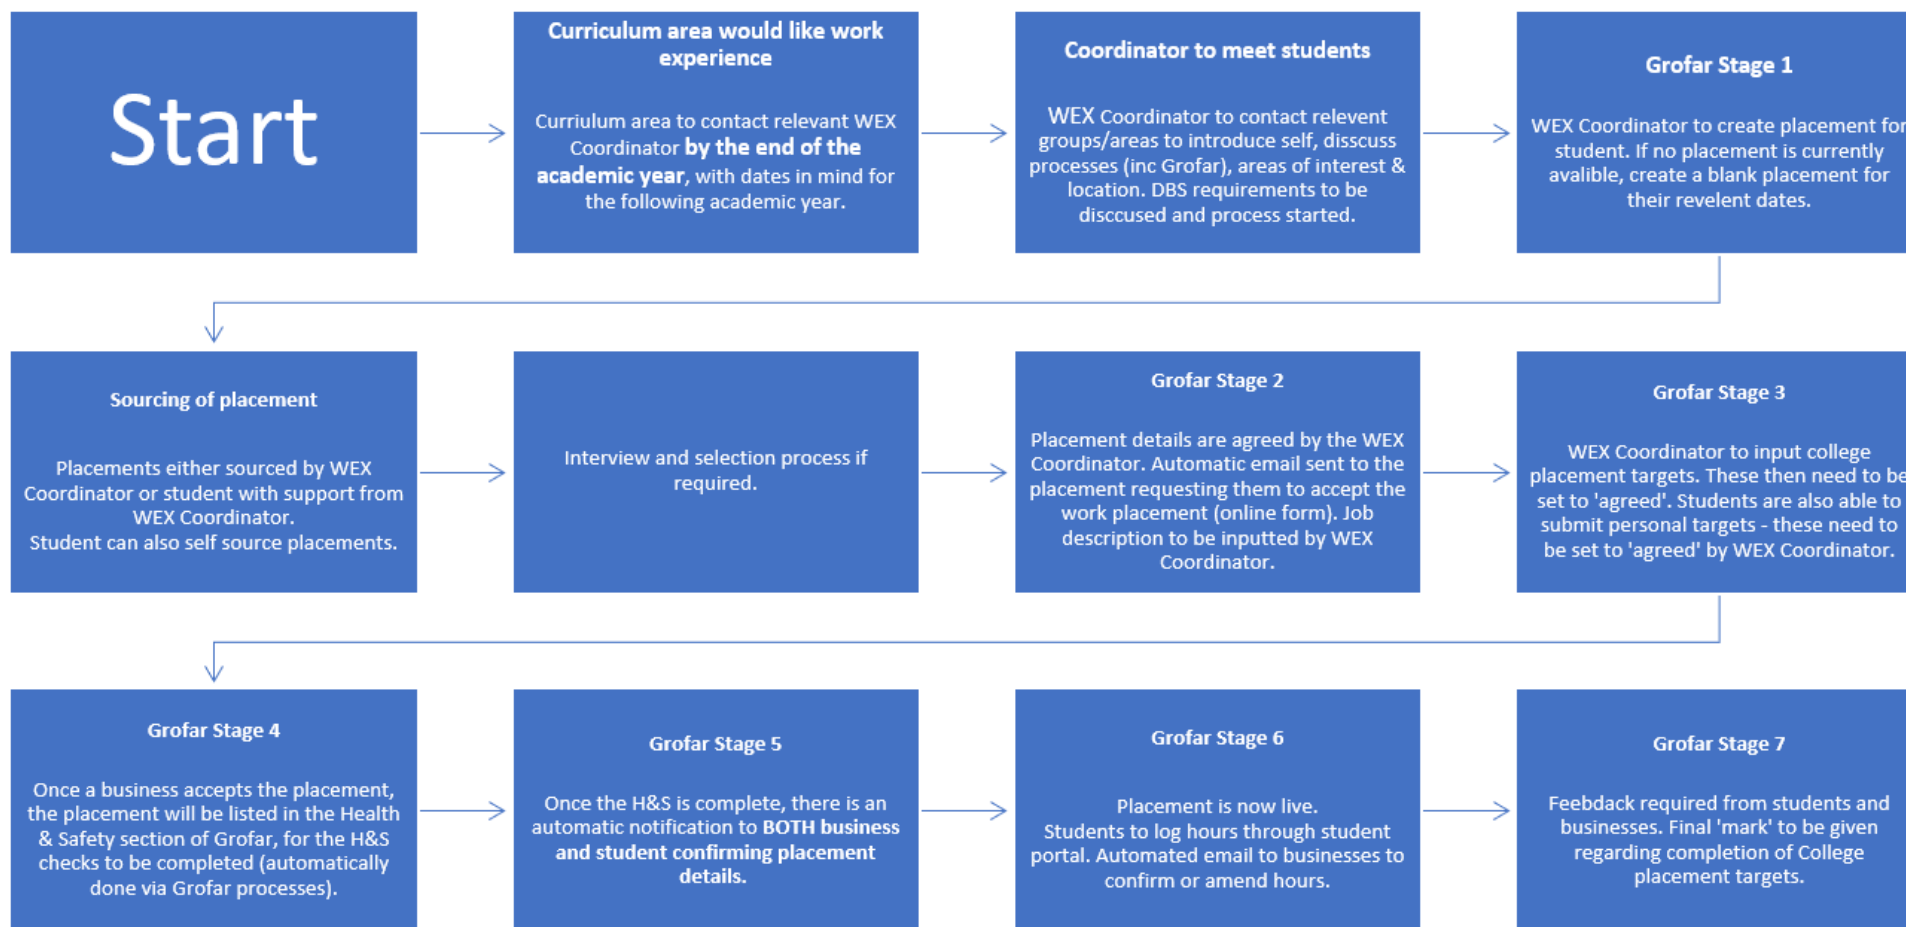 Start
Curriculum area would like work
experience
Curriulum area to contact relevant WEX
Coordinator by the end of the
academic year, with dates in mind for
the following academic year.
Coordinator to meet students
WEX Coordinator to contact relevent
groups/areas to introduce self, disscuss
processes (inc Grofar), areas of interest &
location. DBS requirements to be
disccused and process started.
Grofar Stage 1
WEX Coordinator to create placement for
student. If no placement is currently
avalible, create a blank placement for
their revelent dates.
Sourcing of placement
Placements either sourced by WEX
Coordinator or student with support from
WEX Coordinator.
Student can also self source placements.
Interview and selection process if
required.
Grofar Stage 2
Placement details are agreed by the WEX
Coordinator. Automatic email sent to the
placement requesting them to accept the
work placement (online form). Job
description to be inputted by WEX
Coordinator.
Grofar Stage 3
WEX Coordinator to input college
placement targets. These then need to be
set to 'agreed'. Students are also able to
submit personal targets - these need to
be set to 'agreed' by WEX Coordinator.
Grofar Stage 4
Once a business accepts the placement,
the placement will be listed in the Health
& Safety section of Grofar, for the H&S
checks to be completed (automatically
done via Grofar processes).
Grofar Stage 5
Once the H&S is complete, there is an
automatic notification to BOTH business
and student confirming placement
details.
Grofar Stage 6
Placement is now live.
Students to log hours through student
portal. Automated email to businesses to
confirm or amend hours.
Grofar Stage 7
Feebdack required from students and
businesses. Final 'mark' to be given
regarding completion of College
placement targets.